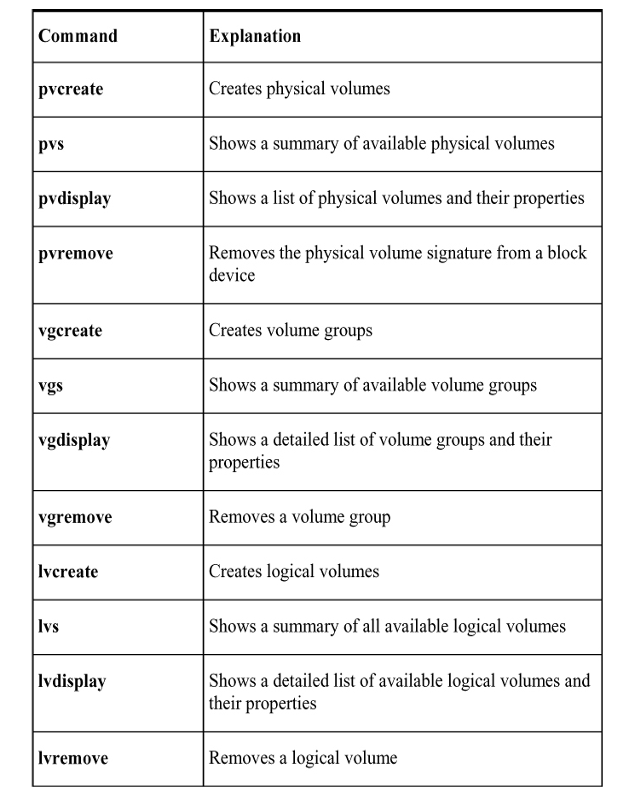 Command Explanation
pvcreate Creates physical volumes
pvs Shows a summary of available physical volumes
pvdisplay Shows a list of physical volumes and their properties
pvremove Removes the physical volume signature from a block
device
vgcreate Creates volume groups
vgs Shows a summary of available volume groups
vgdisplay Shows a detailed list of volume groups and their
properties
vgremove Removes a volume group
lvcreate Creates logical volumes
lvs Shows a summary of all available logical volumes
lvdisplay Shows a detailed list of available logical volumes and
their properties
lvremove Removes a logical volume